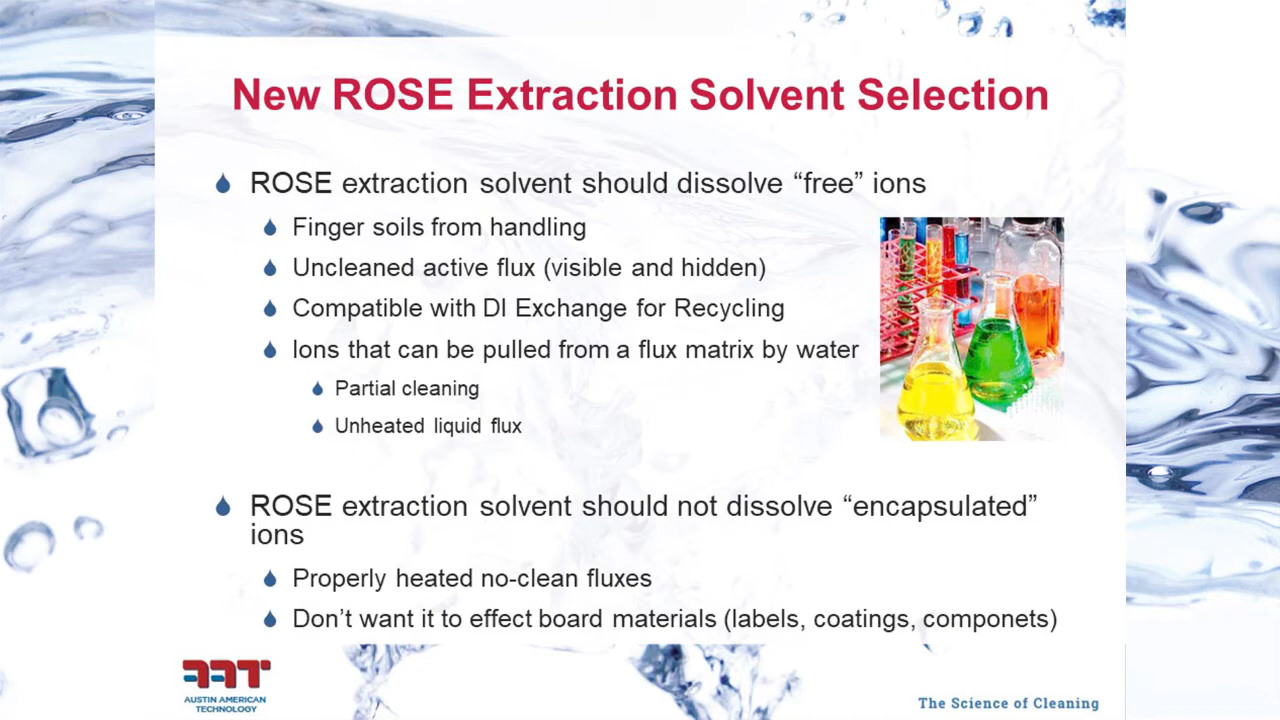 New ROSE Extraction Solvent Selection
ROSE extraction solvent should dissolve “free” ions
Finger soils from handling
Uncleaned active flux (visible and hidden)
Compatible with DI Exchange for Recycling
Ions that can be pulled from a flux matrix by water
Partial cleaning
Unheated liquid flux
ROSE extraction solvent should not dissolve “encapsulated”
ions
Properly heated no-clean fluxes
Don’t want it to effect board materials (labels, coatings, componets)
AAT
AUSTIN AMERICAN
TECHNOLOGY
The Science of Cleaning